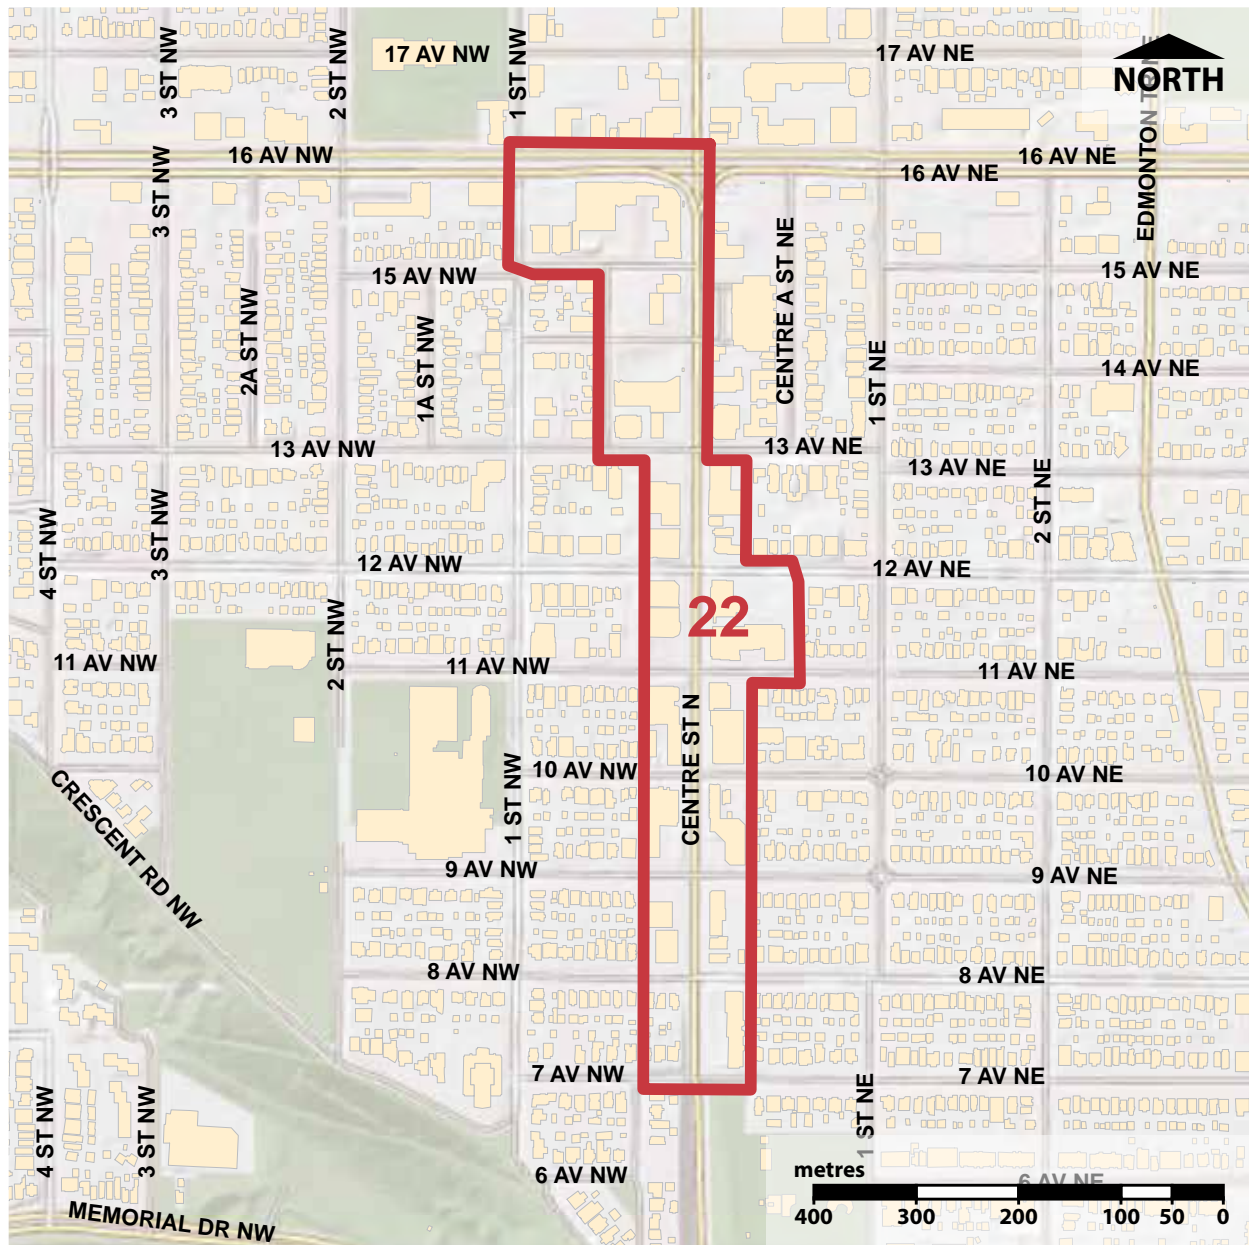 17 AV NW
17 AV NE
3 ST NW
2 ST NW
1 ST NW
NORTH
EDMONTON TR NE
16 AV NW
16 AV NE
16 AV NE
3 ST NW
CENTRE A ST NE
15 AV NW
15 AV NE
2A ST NW
1A ST NW
1 ST NE
14 AV NE
13 AV NW
13 AV NE
13 AV NE
2 ST NE
4 ST NW
3 ST NW
12 AV NW
12 AV NE
22
2 ST NW
11 AV NW
11 AV NW
11 AV NE
CENTRE ST N
10 AV NW
10 AV NE
CRESCENT RD NW
1 ST NW
9 AV NW
9 AV NE
8 AV NW
8 AV NE
7 AV NW
7 AV NE
4 ST NW
3 ST NW
1 ST NE
6 AV NW
6 AV NE
MEMORIAL DR NW
metres
400 300 200 100 50 0